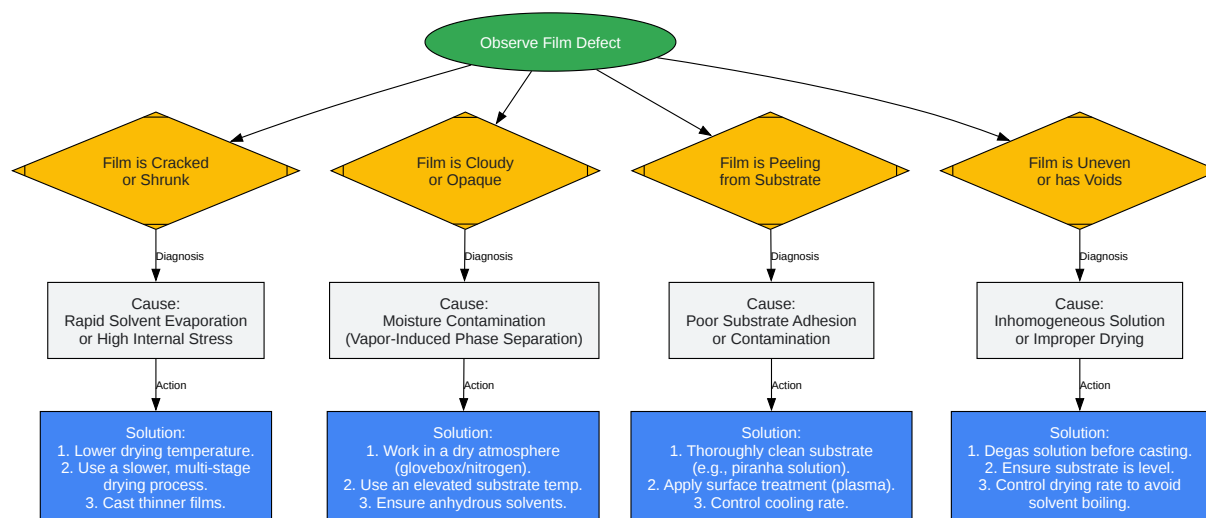 Observe Film Defect
Film is Cracked
or Shrunk
Film is Cloudy
or Opaque
Film is Peeling
from Substrate
Film is Uneven
or has Voids
Diagnosis
Diagnosis
Diagnosis
Diagnosis
Cause:
Rapid Solvent Evaporation
or High Internal Stress
Cause:
Moisture Contamination
(Vapor-Induced Phase Separation)
Cause:
Poor Substrate Adhesion
or Contamination
Cause:
Inhomogeneous Solution
or Improper Drying
Action
Action
Action
Action
Solution:
1. Lower drying temperature.
2. Use a slower, multi-stage
drying process.
3. Cast thinner films.
Solution:
1. Work in a dry atmosphere
(glovebox/nitrogen).
2. Use an elevated substrate temp.
3. Ensure anhydrous solvents.
Solution:
1. Thoroughly clean substrate
(e.g., piranha solution).
2. Apply surface treatment (plasma).
3. Control cooling rate.
Solution:
1. Degas solution before casting.
2. Ensure substrate is level.
3. Control drying rate to avoid
solvent boiling.